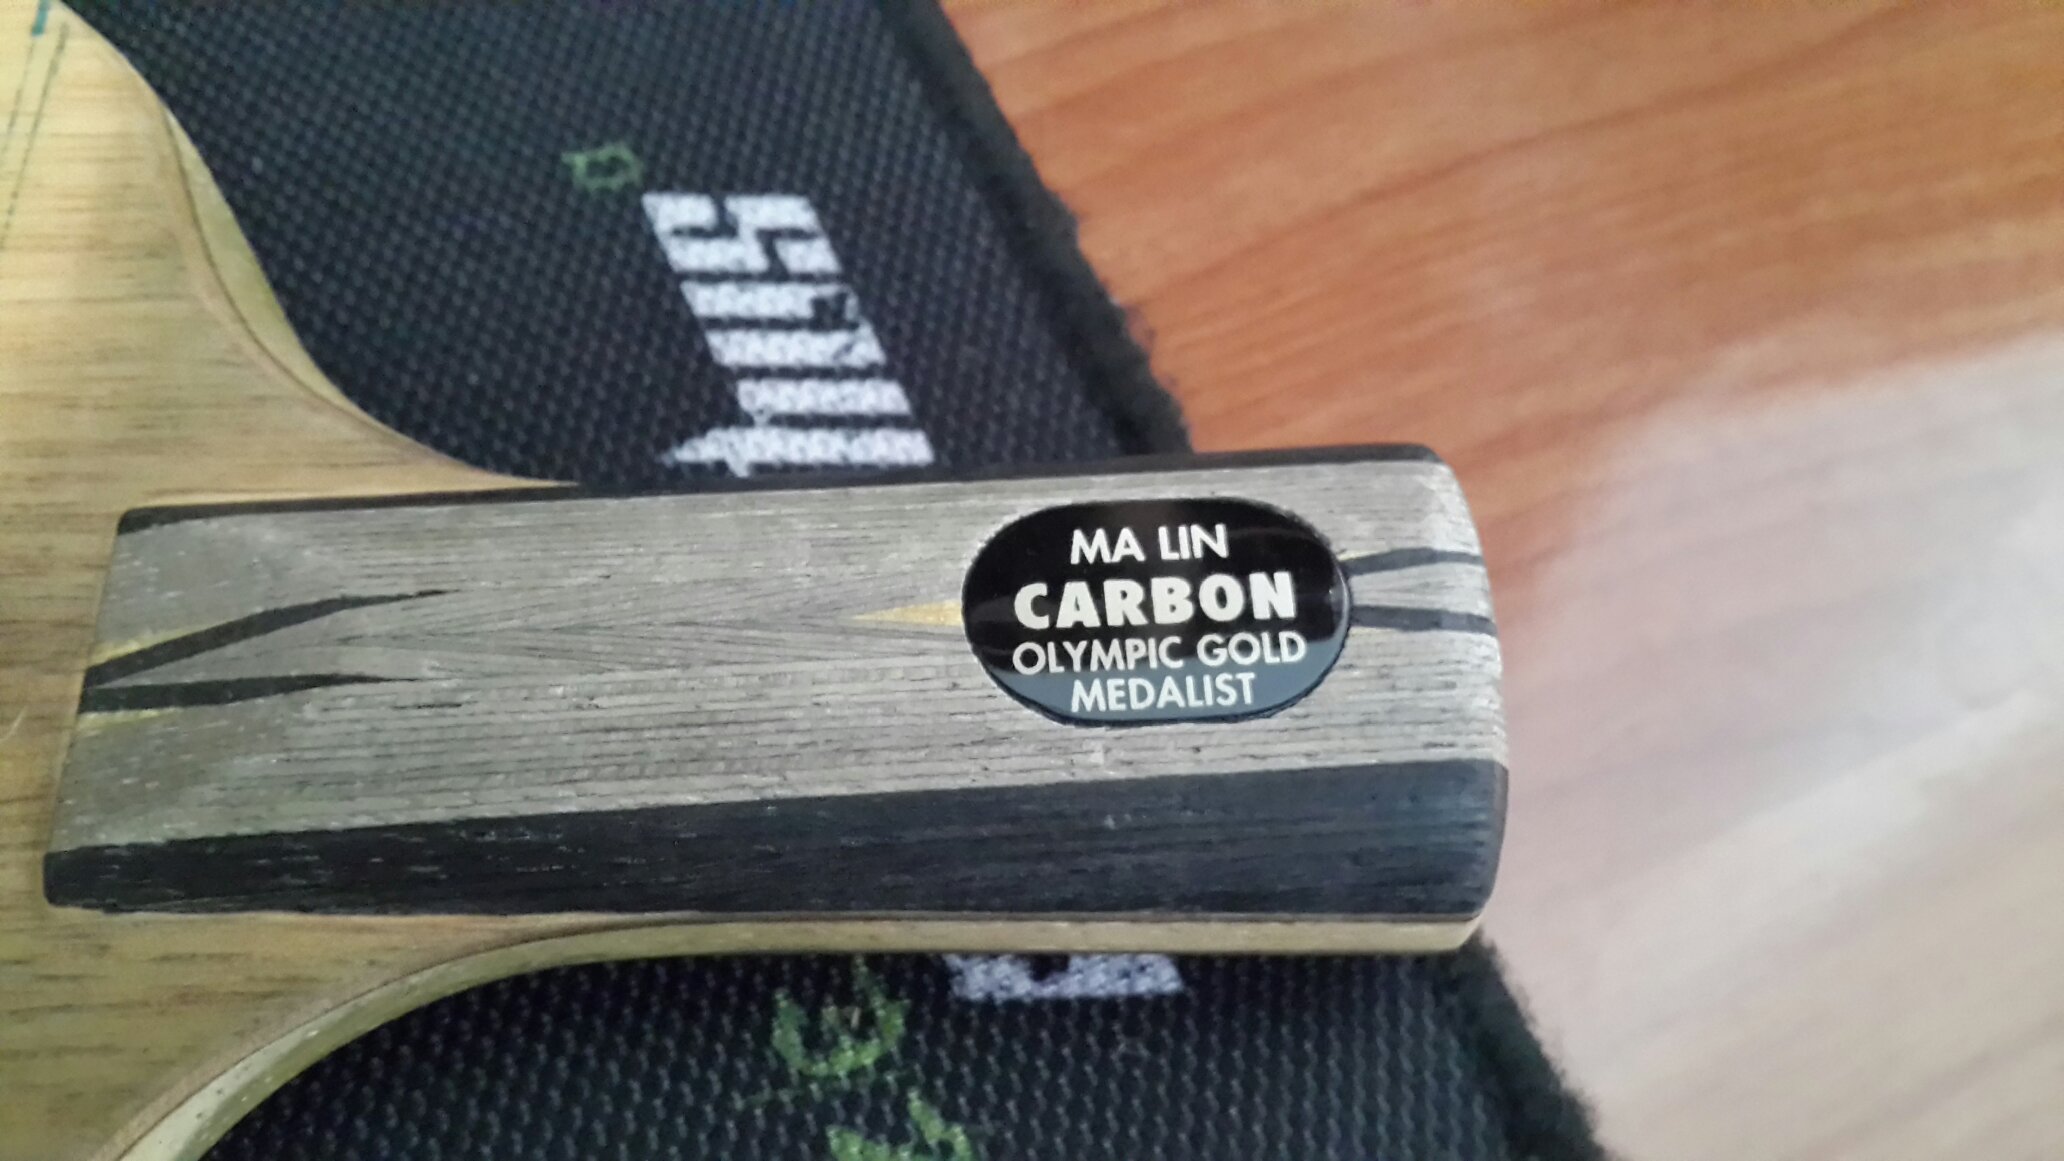 MA LIN
CARBON
OLYMPIC GOLD
MEDALIST